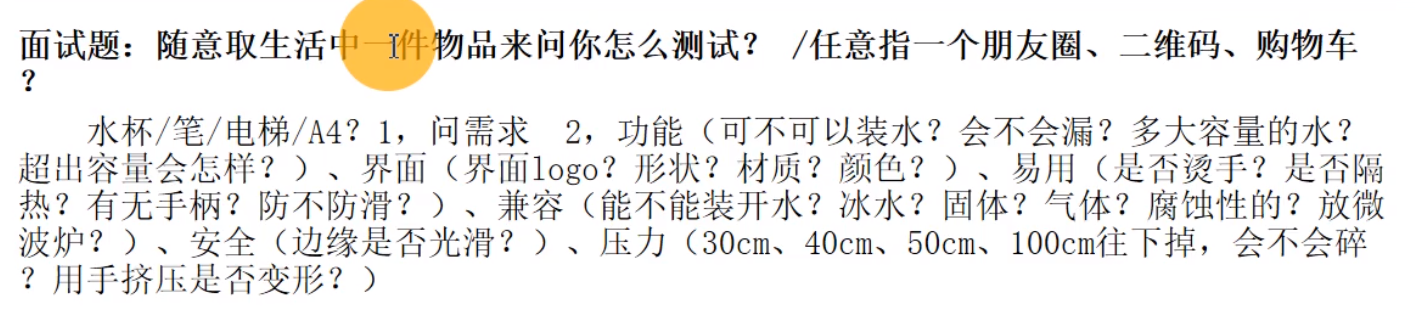 面试题：随意取生活中一件物品来问你怎么测试？ /任意指一个朋友圈、二维码、购物车
？
水杯/笔/电梯/A4？1，问需求  2，功能（可不可以装水？会不会漏？多大容量的水？
超出容量会怎样？）、界面（界面logo？形状？材质？颜色？）、易用（是否烫手？是否隔
热？有无手柄？防不防滑？）、兼容（能不能装开水？冰水？固体？气体？腐蚀性的？放微
波炉？）、安全（边缘是否光滑？）、压力（30cm、40cm、50cm、100cm往下掉，会不会碎
？用手挤压是否变形？）